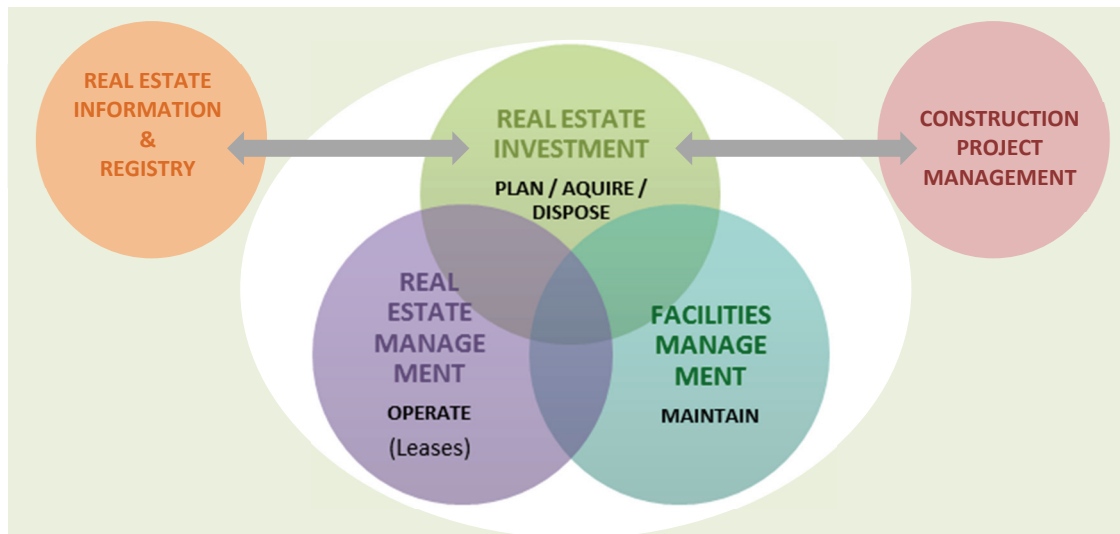 REAL ESTATE
INFORMATION
&
REGISTRY
REAL ESTATE
INVESTMENT
PLAN / AQUIRE /
DISPOSE
CONSTRUCTION
PROJECT
MANAGEMENT
REAL
ESTATE
MANAGE
MENT
OPERATE
(Leases)
FACILITIES
MANAGE
MENT
MAINTAIN